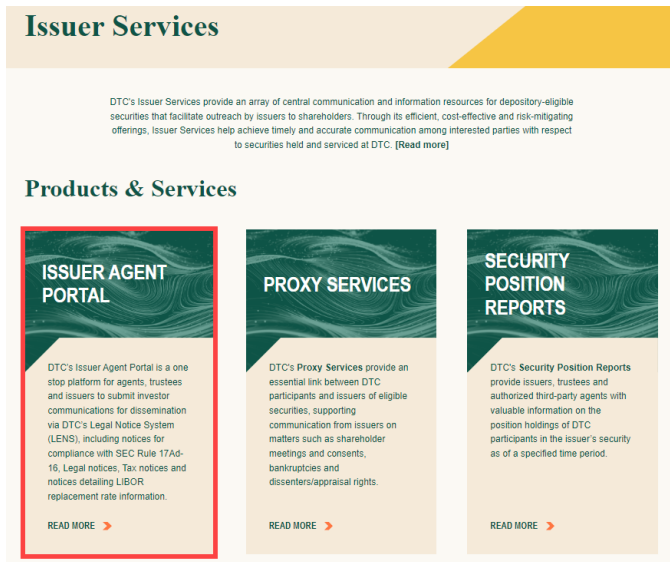 Issuer Services
DTC's Issuer Services provide an array of central communication and information resources for depository-eligible
securities that facilitate outreach by issuers to shareholders. Through its efficient, cost-effective and risk-mitigating
offerings, Issuer Services help achieve timely and accurate communication among interested parties with respect
to securities held and serviced at DTC. [Read more]
Products & Services
ISSUER AGENT
PORTAL
DTC's Issuer Agent Portal is a one
stop platform for agents, trustees
and issuers to submit investor
communications for dissemination
via DTC's Legal Notice System
(LENS), including notices for
compliance with SEC Rule 17Ad-
16, Legal notices, Tax notices and
notices detailing LIBOR
replacement rate information.
READ MORE
PROXY SERVICES
DTC's Proxy Services provide an
essential link between DTC
participants and issuers of eligible
securities, supporting
communication from issuers on
matters such as shareholder
meetings and consents,
bankruptcies and
dissenters/appraisal rights.
READ MORE
SECURITY
POSITION
REPORTS
DTC's Security Position Reports
provide issuers, trustees and
authorized third-party agents with
valuable information on the
position holdings of DTC
participants in the issuer's security
as of a specified time period.
READ MORE